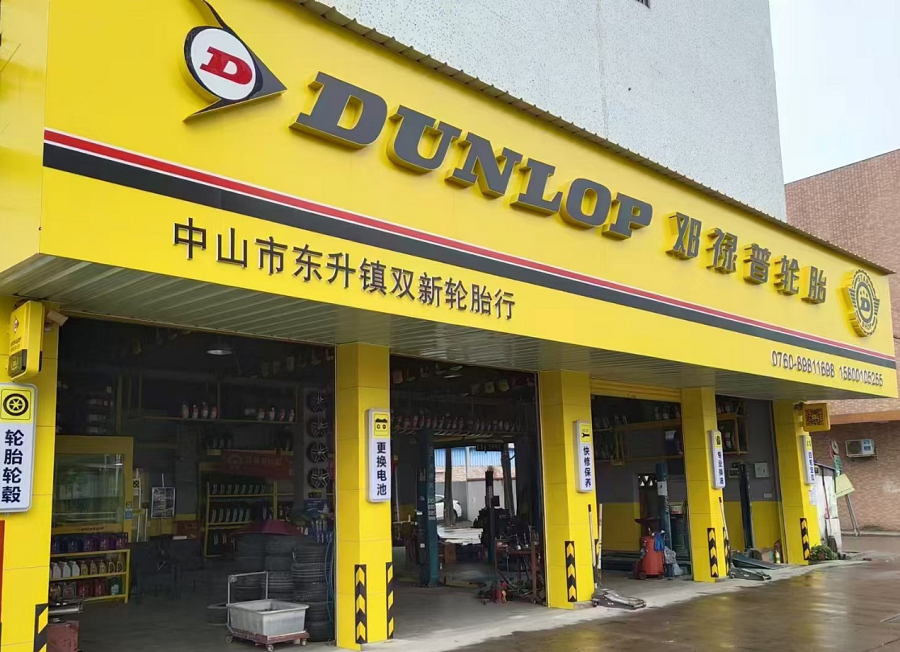 D
DUNLOP 邓禄普轮胎
中山市东升镇双新轮胎行
0760-89811698 15800105255
轮胎轮毂
更换电池
快修保养